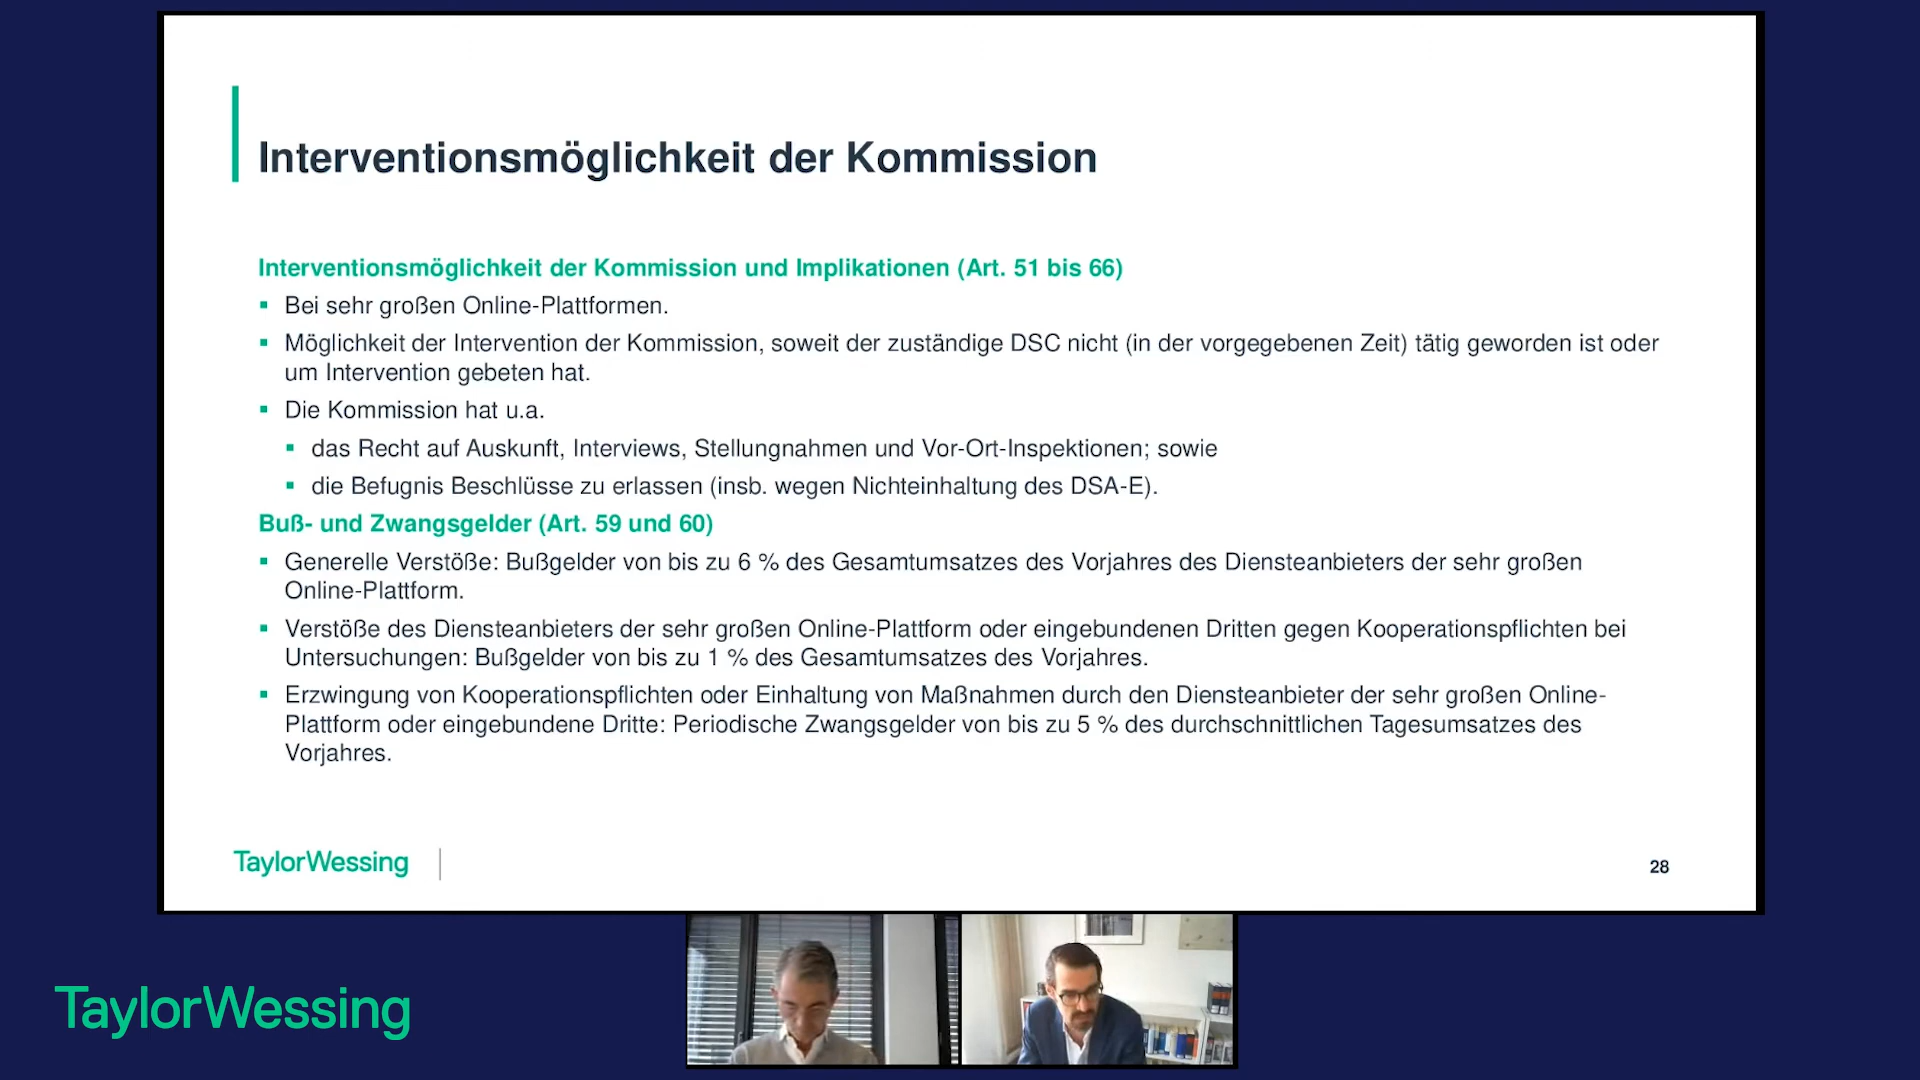 Interventionsmöglichkeit der Kommission
Interventionsmöglichkeit der Kommission und Implikationen (Art. 51 bis 66)
▪ Bei sehr großen Online-Plattformen.
▪ Möglichkeit der Intervention der Kommission, soweit der zuständige DSC nicht (in der vorgegebenen Zeit) tätig geworden ist oder
um Intervention gebeten hat.
▪ Die Kommission hat u.a.
▪ das Recht auf Auskunft, Interviews, Stellungnahmen und Vor-Ort-Inspektionen; sowie
▪ die Befugnis Beschlüsse zu erlassen (insb. wegen Nichteinhaltung des DSA-E).
Buß- und Zwangsgelder (Art. 59 und 60)
▪ Generelle Verstöße: Bußgelder von bis zu 6 % des Gesamtumsatzes des Vorjahres des Diensteanbieters der sehr großen
Online-Plattform.
▪ Verstöße des Diensteanbieters der sehr großen Online-Plattform oder eingebundenen Dritten gegen Kooperationspflichten bei
Untersuchungen: Bußgelder von bis zu 1 % des Gesamtumsatzes des Vorjahres.
▪ Erzwingung von Kooperationspflichten oder Einhaltung von Maßnahmen durch den Diensteanbieter der sehr großen Online-
Plattform oder eingebundene Dritte: Periodische Zwangsgelder von bis zu 5 % des durchschnittlichen Tagesumsatzes des
Vorjahres.
TaylorWessing
28
TaylorWessing